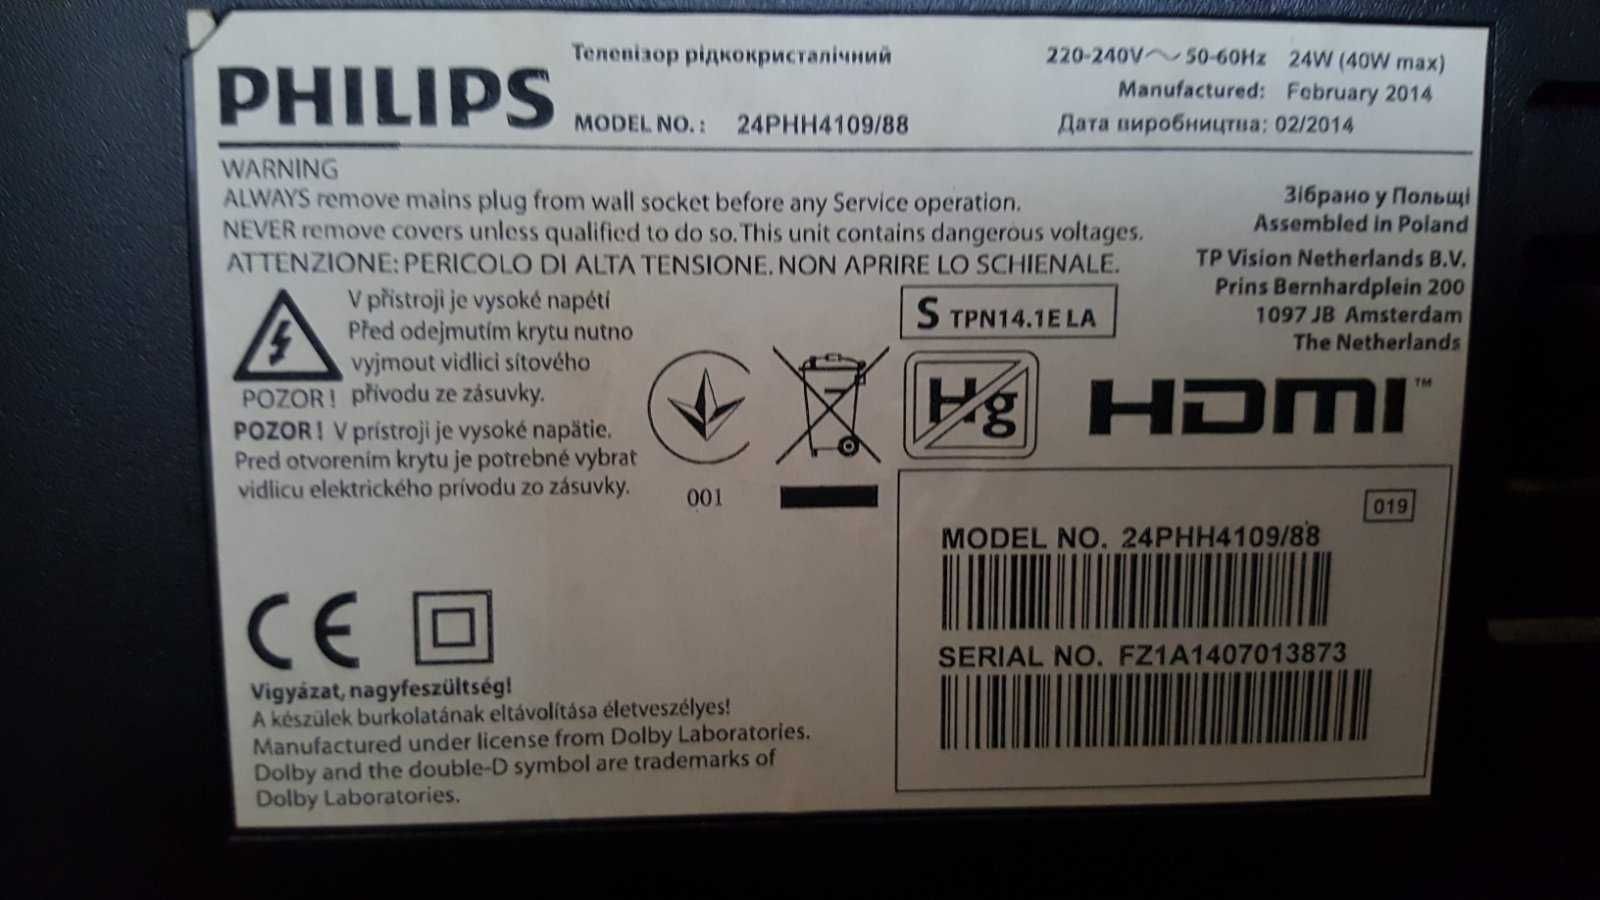 PHILIPS
Телевізор рідкокристалічний
MODEL NO.: 24PHH4109/88
220-240V~ 50-60Hz 24W (40W max)
Manufactured: February 2014
Дата виробництва: 02/2014
WARNING
ALWAYS remove mains plug from wall socket before any Service operation.
NEVER remove covers unless qualified to do so. This unit contains dangerous voltages.
ATTENZIONE: PERICOLO DI ALTA TENSIONE. NON APRIRE LO SCHIENALE.
Зібрано у Польщі
Assembled in Poland
TP Vision Netherlands B.V.
Prins Bernhardplein 200
1097 JB Amsterdam
The Netherlands
V přístroji je vysoké napětí
Před odejmutím krytu nutno
vyjmout vidlici síťového
POZOR! přívodu ze zásuvky.
POZOR! V prístroji je vysoké napätie.
Pred otvorením krytu je potrebné vybrat
vidlicu elektrického prívodu zo zásuvky.
S TPN14.1E LA
001
Hg
HDMI™
019
MODEL NO. 24PHH4109/88
SERIAL NO. FZ1A1407013873
CE
Vigyázat, nagyfeszültség!
A készülek burkolatának eltávolítása életveszélyes!
Manufactured under license from Dolby Laboratories.
Dolby and the double-D symbol are trademarks of
Dolby Laboratories.